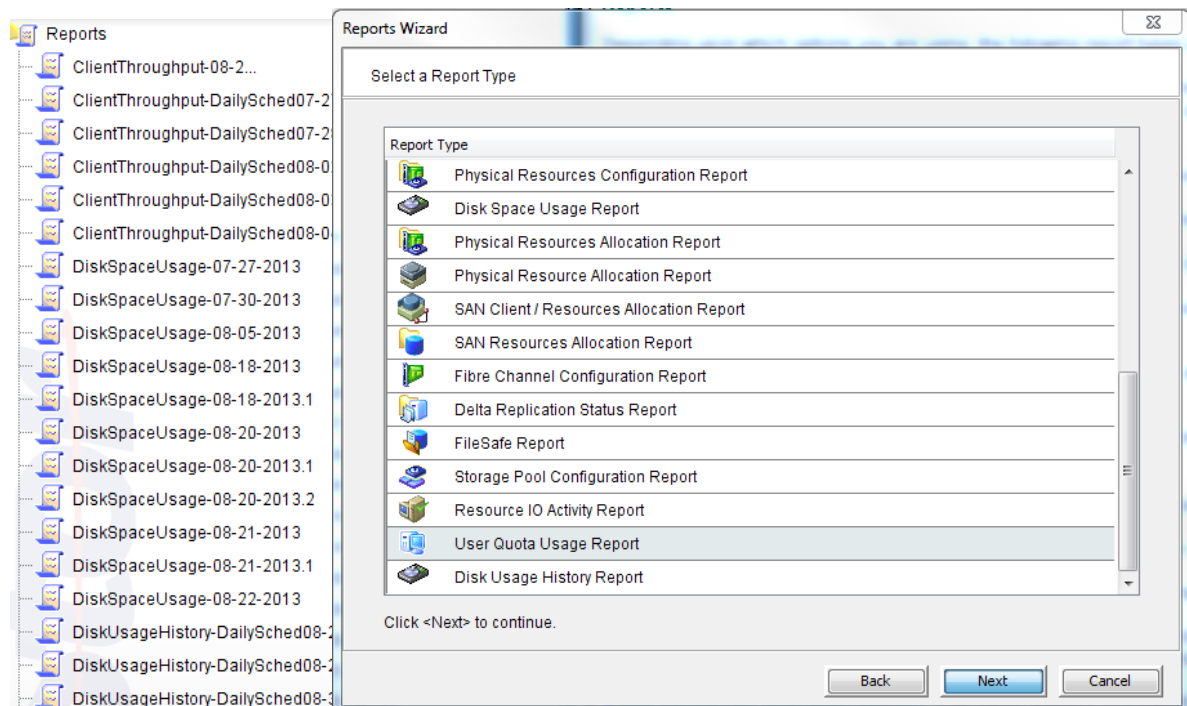 Reports
ClientThroughput-08-2...
ClientThroughput-DailySched07-2
ClientThroughput-DailySched07-2
ClientThroughput-DailySched08-0
ClientThroughput-DailySched08-0
ClientThroughput-DailySched08-0
DiskSpaceUsage-07-27-2013
DiskSpaceUsage-07-30-2013
DiskSpaceUsage-08-05-2013
DiskSpaceUsage-08-18-2013
DiskSpaceUsage-08-18-2013.1
DiskSpaceUsage-08-20-2013
DiskSpaceUsage-08-20-2013.1
DiskSpaceUsage-08-20-2013.2
DiskSpaceUsage-08-21-2013
DiskSpaceUsage-08-21-2013.1
DiskSpaceUsage-08-22-2013
DiskUsageHistory-DailySched08-2
DiskUsageHistory-DailySched08-2
DiskUsageHistory-DailySched08-3
Reports Wizard
Select a Report Type
Report Type
Physical Resources Configuration Report
Disk Space Usage Report
Physical Resources Allocation Report
Physical Resource Allocation Report
SAN Client / Resources Allocation Report
SAN Resources Allocation Report
Fibre Channel Configuration Report
Delta Replication Status Report
FileSafe Report
Storage Pool Configuration Report
Resource IO Activity Report
User Quota Usage Report
Disk Usage History Report
Click <Next> to continue.
Back
Next
Cancel